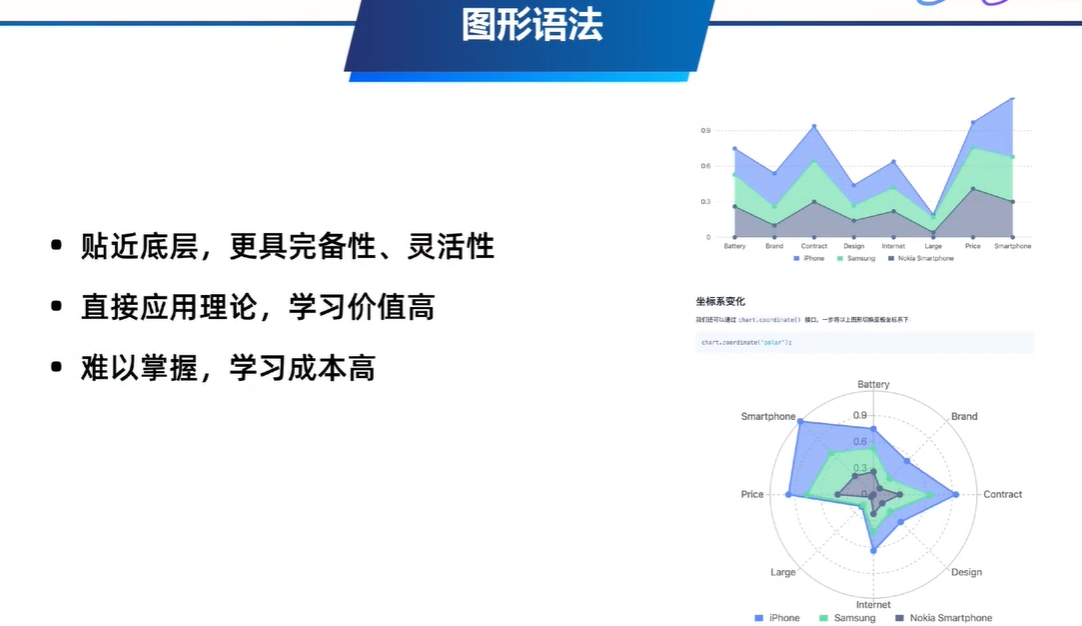 图形语法
• 贴近底层，更具完备性、灵活性
• 直接应用理论，学习价值高
• 难以掌握，学习成本高
0.9
0.6
0.3
0
Battery Brand Contract Design Internet Large Price Smartphone
iPhone Samsung Nokia Smartphone
坐标系变化
我们还可以通过 chart.coordinate() 接口，一步将以上图形切换至极坐标系下:
chart.coordinate("polar");
Battery
Smartphone
Brand
0.9
0.6
0.3
0
Price
Contract
Large
Design
Internet
iPhone Samsung Nokia Smartphone